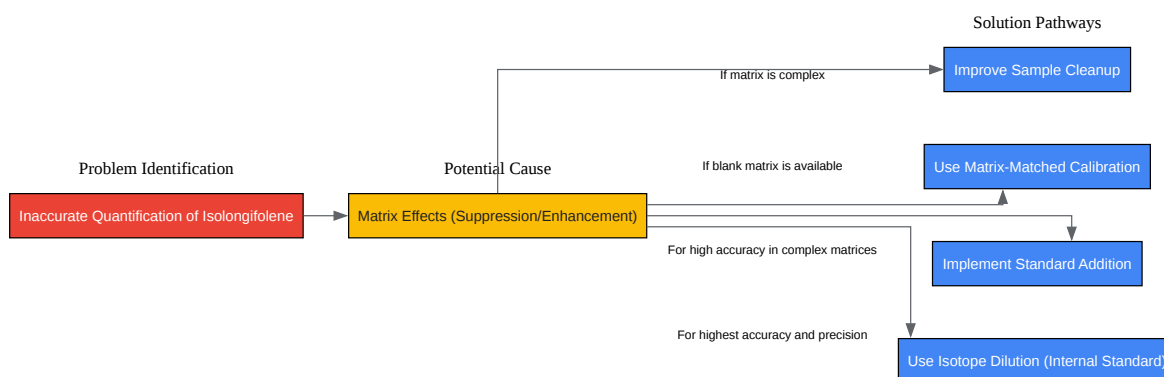 Solution Pathways
Improve Sample Cleanup
If matrix is complex
Problem Identification
Potential Cause
If blank matrix is available
Use Matrix-Matched Calibration
Inaccurate Quantification of Isolongifolene
Matrix Effects (Suppression/Enhancement)
For high accuracy in complex matrices
Implement Standard Addition
For highest accuracy and precision
Use Isotope Dilution (Internal Standard)